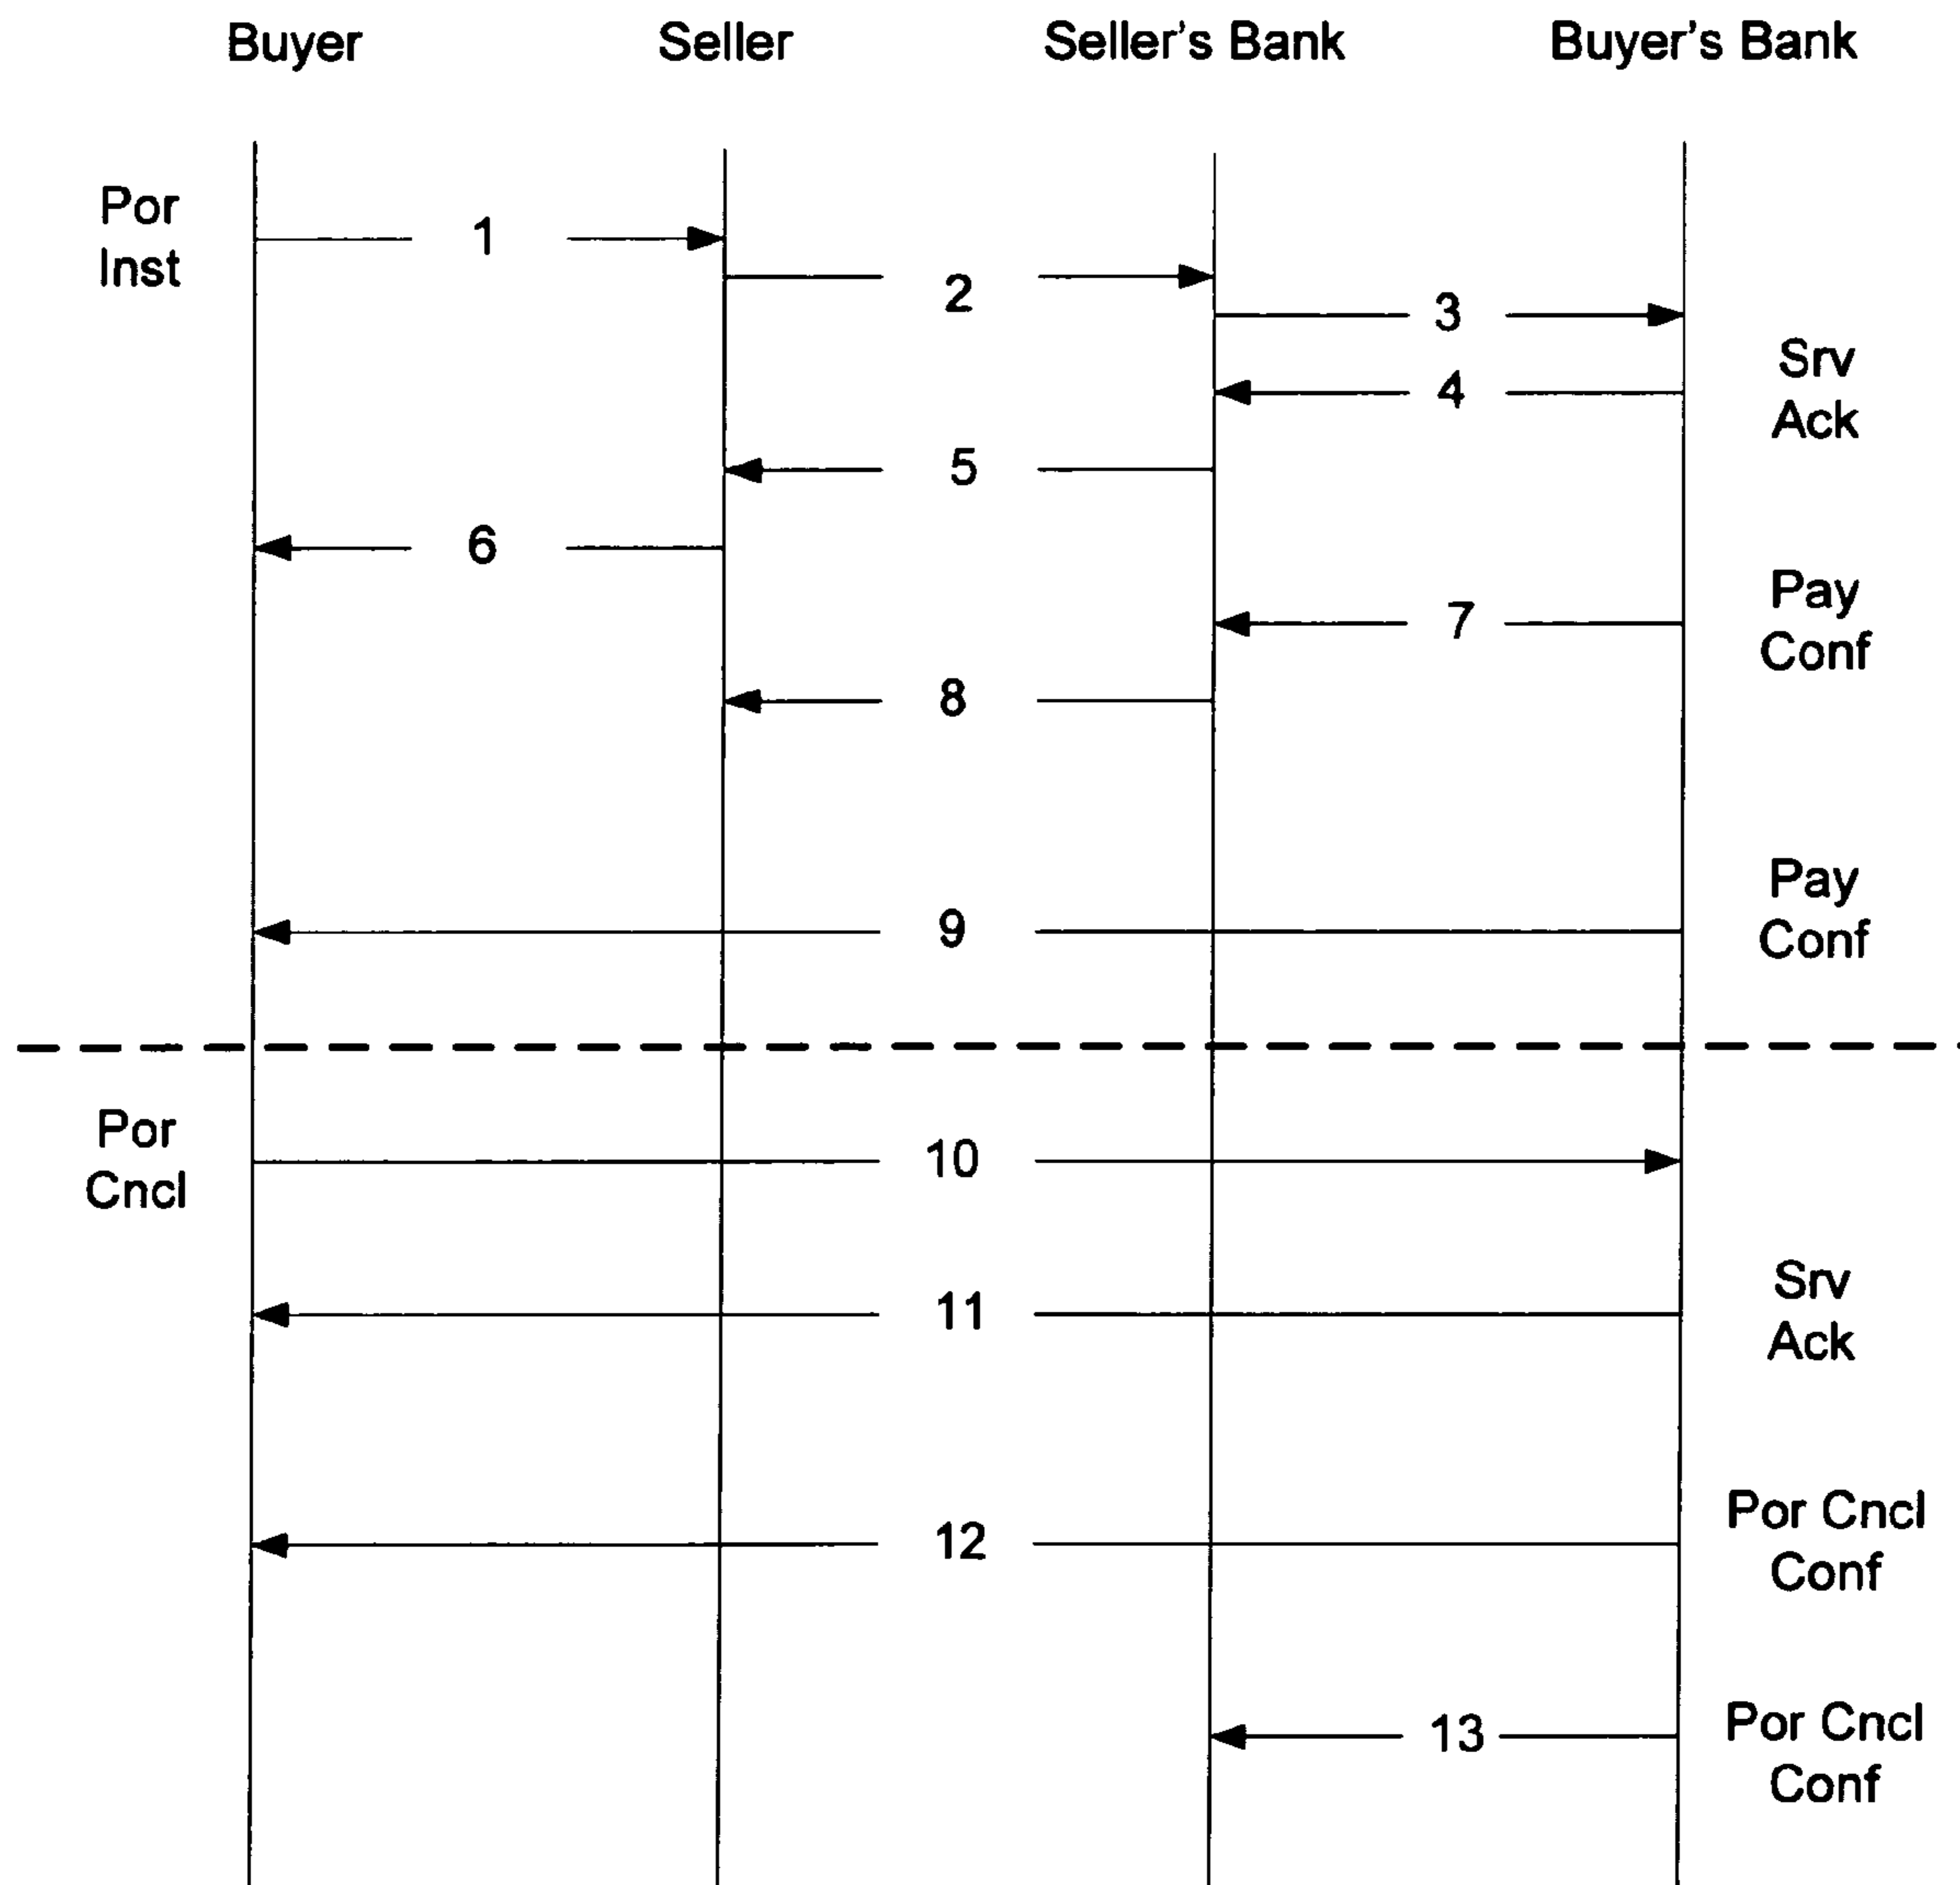 Buyer
Seller
Seller's Bank
Buyer's Bank
Por
Inst
1
2
3
Srv
Ack
4
5
6
Pay
Conf
7
8
Pay
Conf
9
Por
Cncl
10
Srv
Ack
11
Por Cncl
Conf
12
Por Cncl
Conf
13